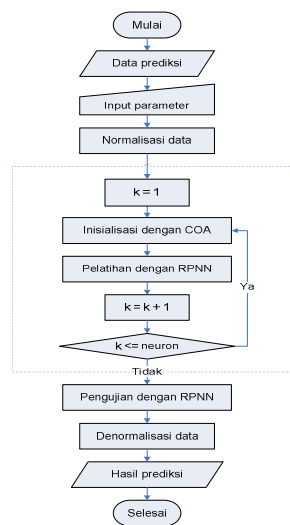 Mulai
Data prediksi
Input parameter
Normalisasi data
k = 1
Inisialisasi dengan COA
Pelatihan dengan RPNN
k = k + 1
Ya
k <= neuron
Tidak
Pengujian dengan RPNN
Denormalisasi data
Hasil prediksi
Selesai